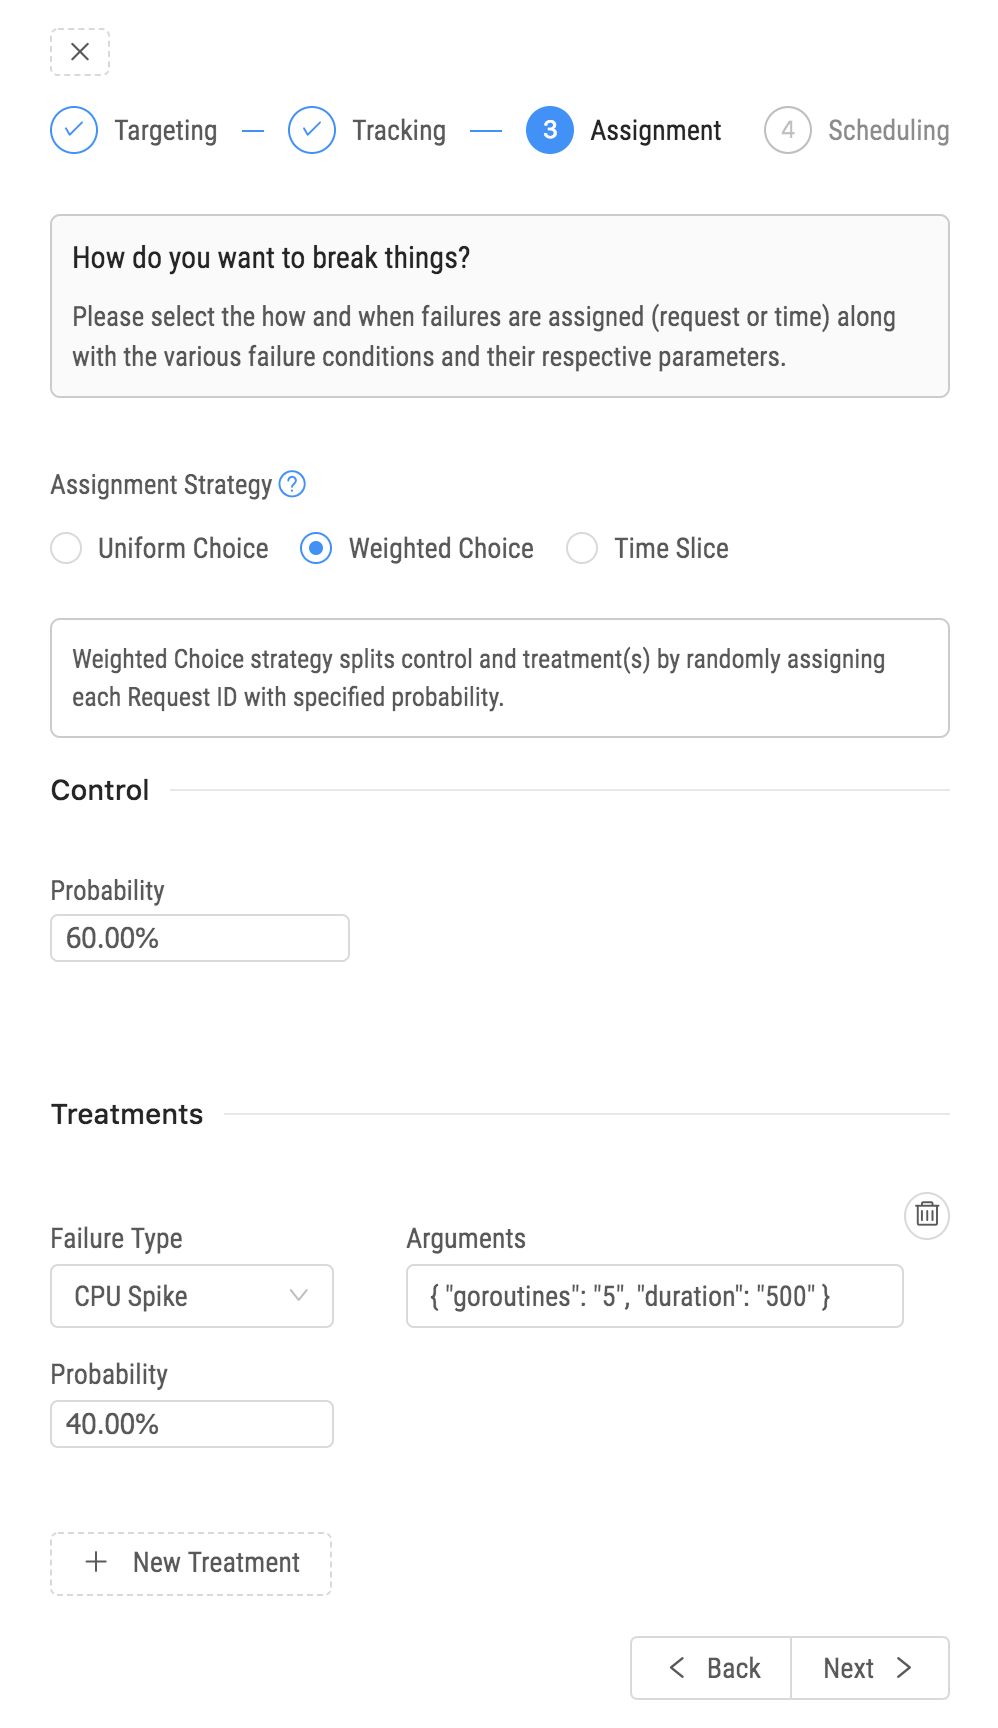 Targeting
Tracking
3 Assignment
4 Scheduling
How do you want to break things?
Please select the how and when failures are assigned (request or time) along
with the various failure conditions and their respective parameters.
Assignment Strategy ?
Uniform Choice
Weighted Choice
Time Slice
Weighted Choice strategy splits control and treatment(s) by randomly assigning
each Request ID with specified probability.
Control
Probability
60.00%
Treatments
Failure Type
Arguments
CPU Spike
{ "goroutines": "5", "duration": "500" }
Probability
40.00%
+ New Treatment
< Back
Next >